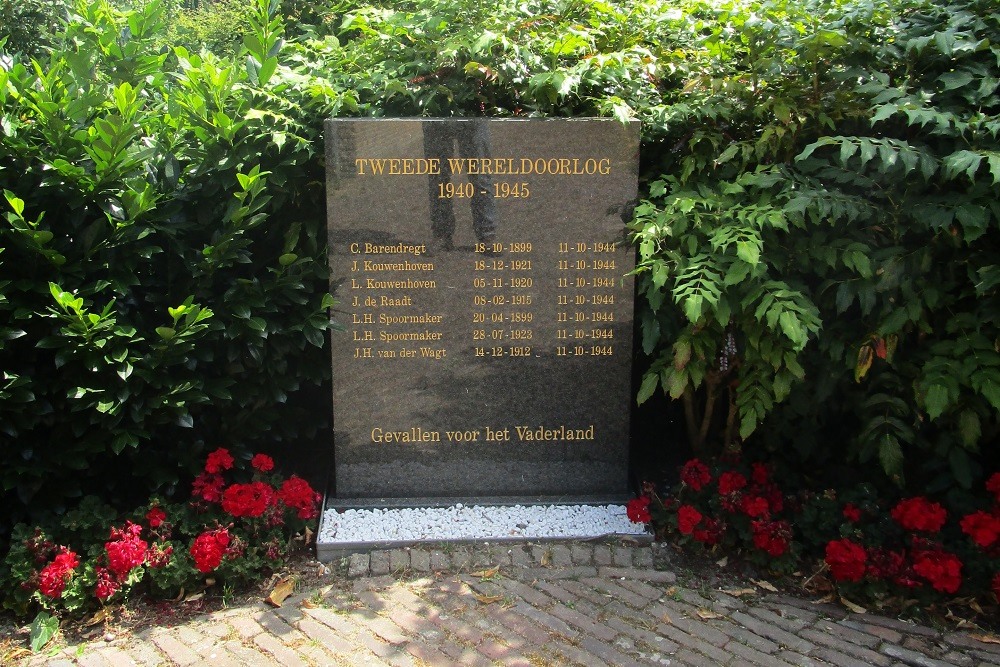 TWEEDE WERELDOORLOG
1940 - 1945
C. Barendregt 18-10-1899 11-10-1944
J. Kouwenhoven 18-12-1921 11-10-1944
L. Kouwenhoven 05-11-1920 11-10-1944
J. de Raadt 08-02-1915 11-10-1944
L.H. Spoormaker 20-04-1899 11-10-1944
L.H. Spoormaker 28-07-1923 11-10-1944
J.H. van der Wagt 14-12-1912 11-10-1944
Gevallen voor het Vaderland